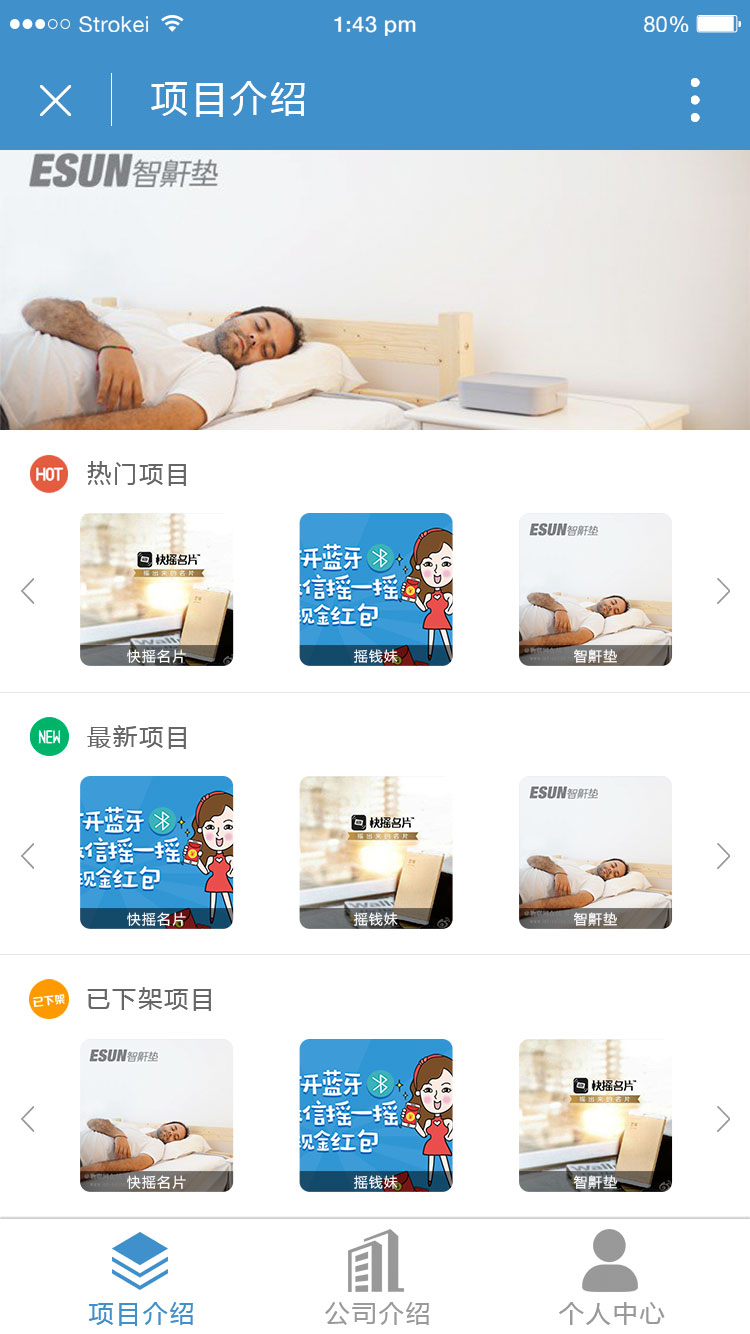 Strokei
1:43 pm
80%
项目介绍
ESUN智鼾垫
HOT
热门项目
快摇名片
摇出来的名片
快摇名片
开蓝牙
信摇一摇
现金红包
摇钱妹
ESUN智鼾垫
智鼾垫
NEW
最新项目
开蓝牙
信摇一摇
现金红包
快摇名片
快摇名片
摇出来的名片
摇钱妹
ESUN智鼾垫
智鼾垫
已下架
已下架项目
ESUN智鼾垫
快摇名片
开蓝牙
信摇一摇
现金红包
摇钱妹
快摇名片
摇出来的名片
智鼾垫
项目介绍
公司介绍
个人中心